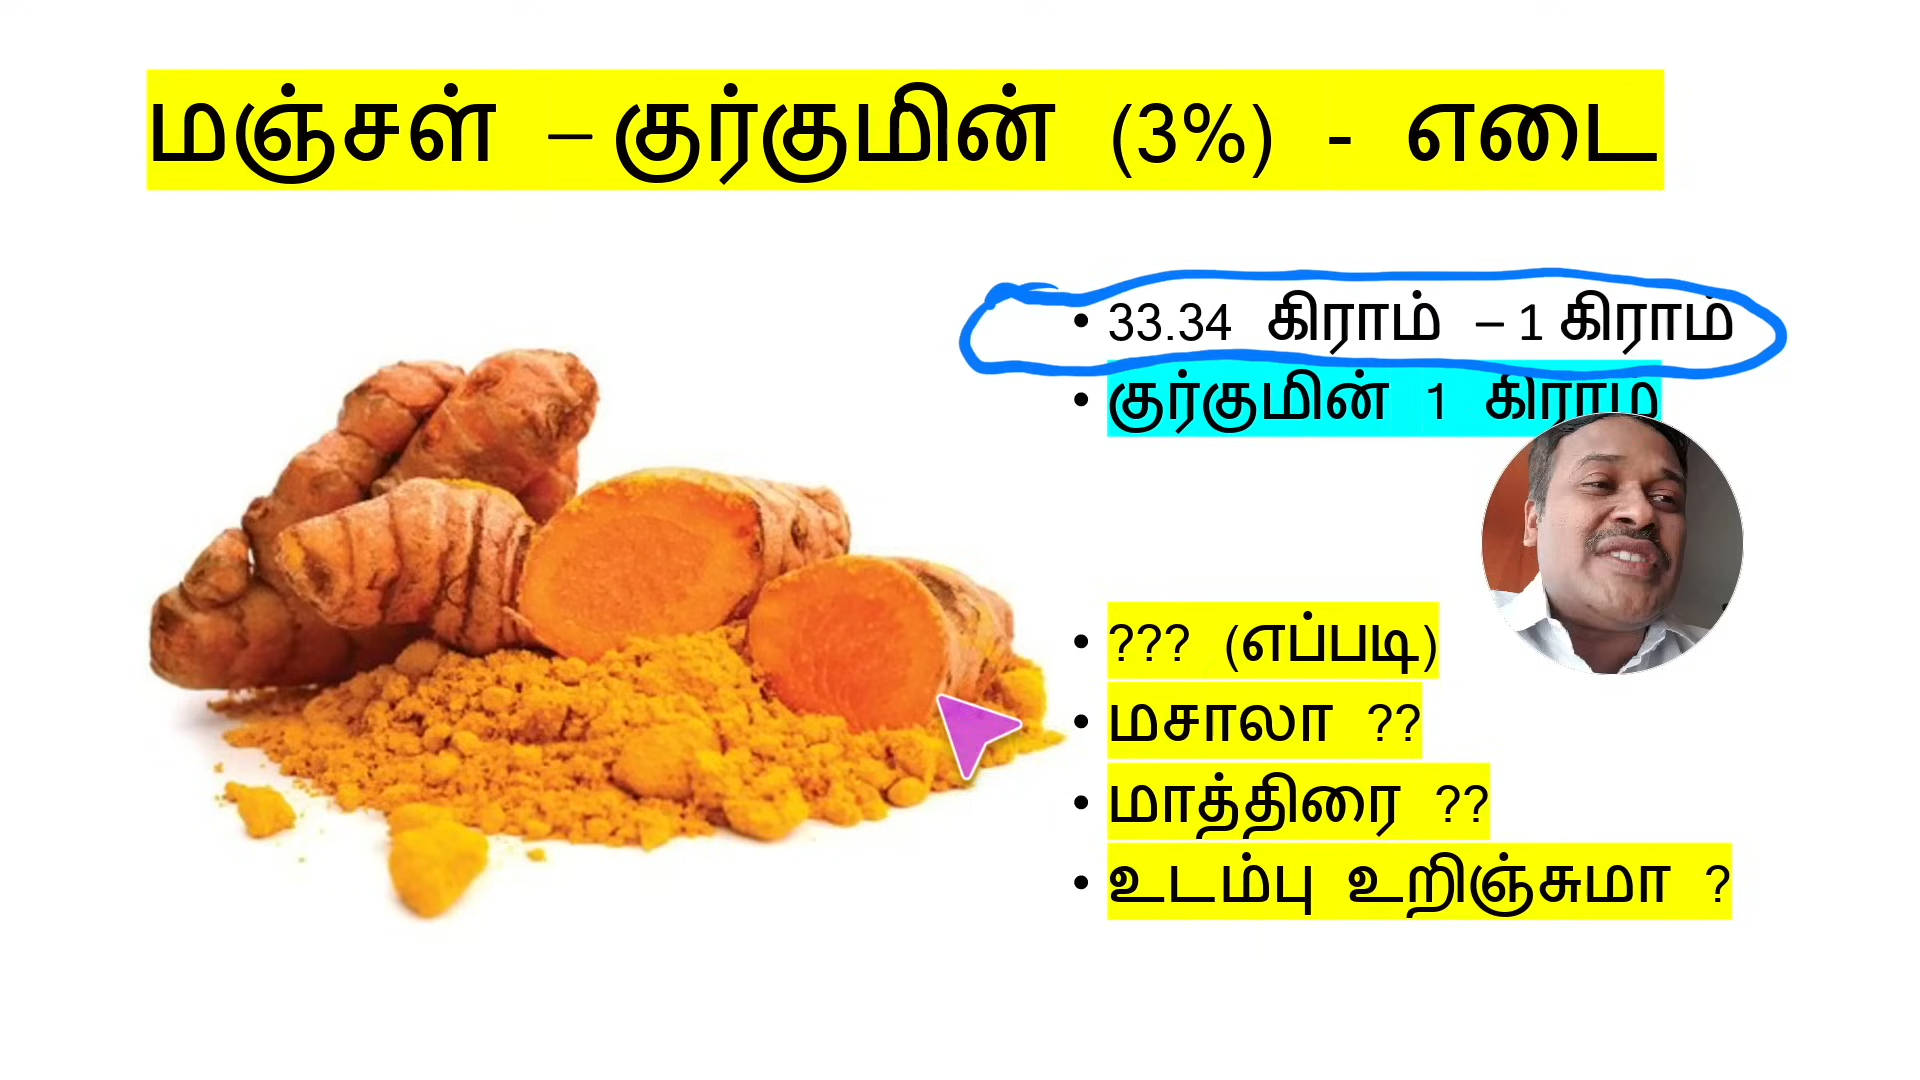 மஞ்சள் – குர்குமின் (3%) - எடை
• 33.34 கிராம் – 1 கிராம்
• குர்குமின் 1 கிராம்
• ??? (எப்படி)
• மசாலா ??
• மாத்திரை ??
• உடம்பு உறிஞ்சுமா ?